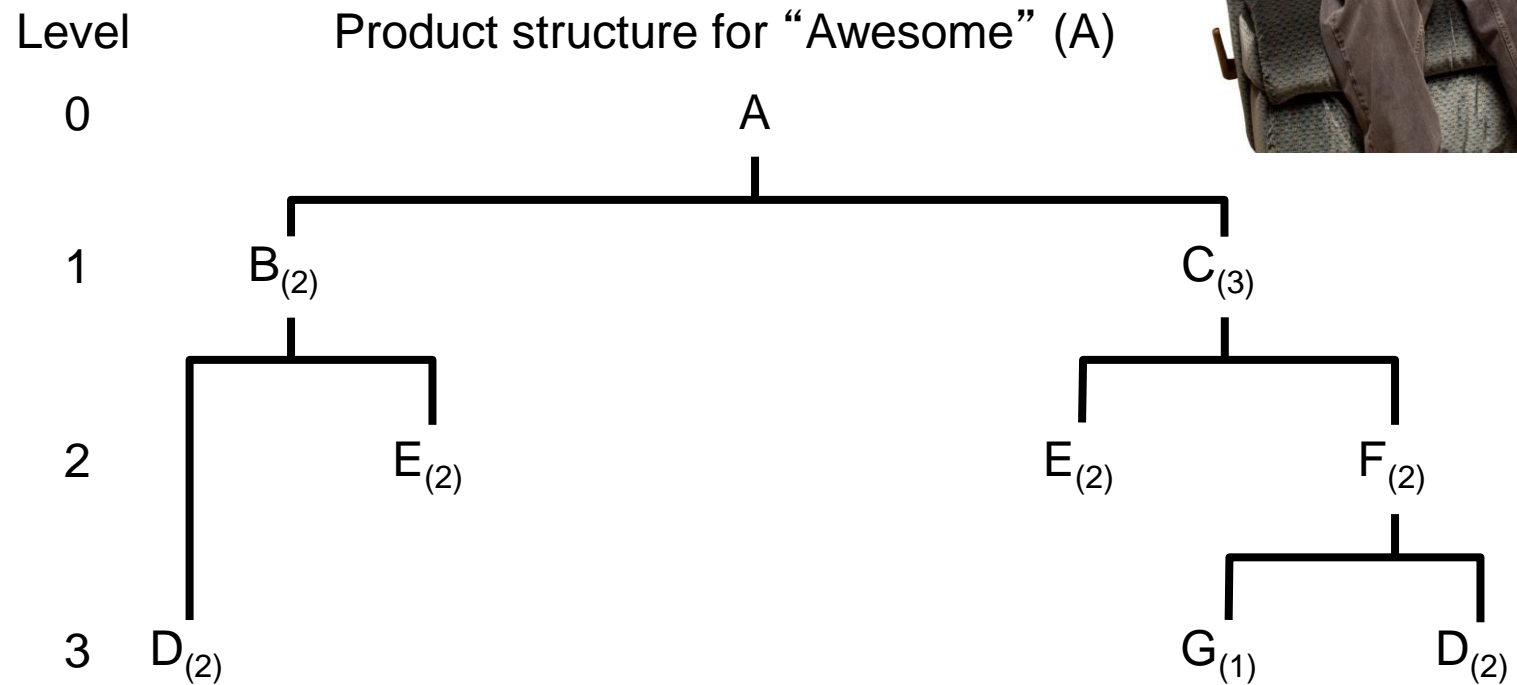 Level Product structure for “Awesome” (A)
0 A
1 B(2) C(3)
2 E(2) E(2) F(2)
3 D(2) G(1) D(2)